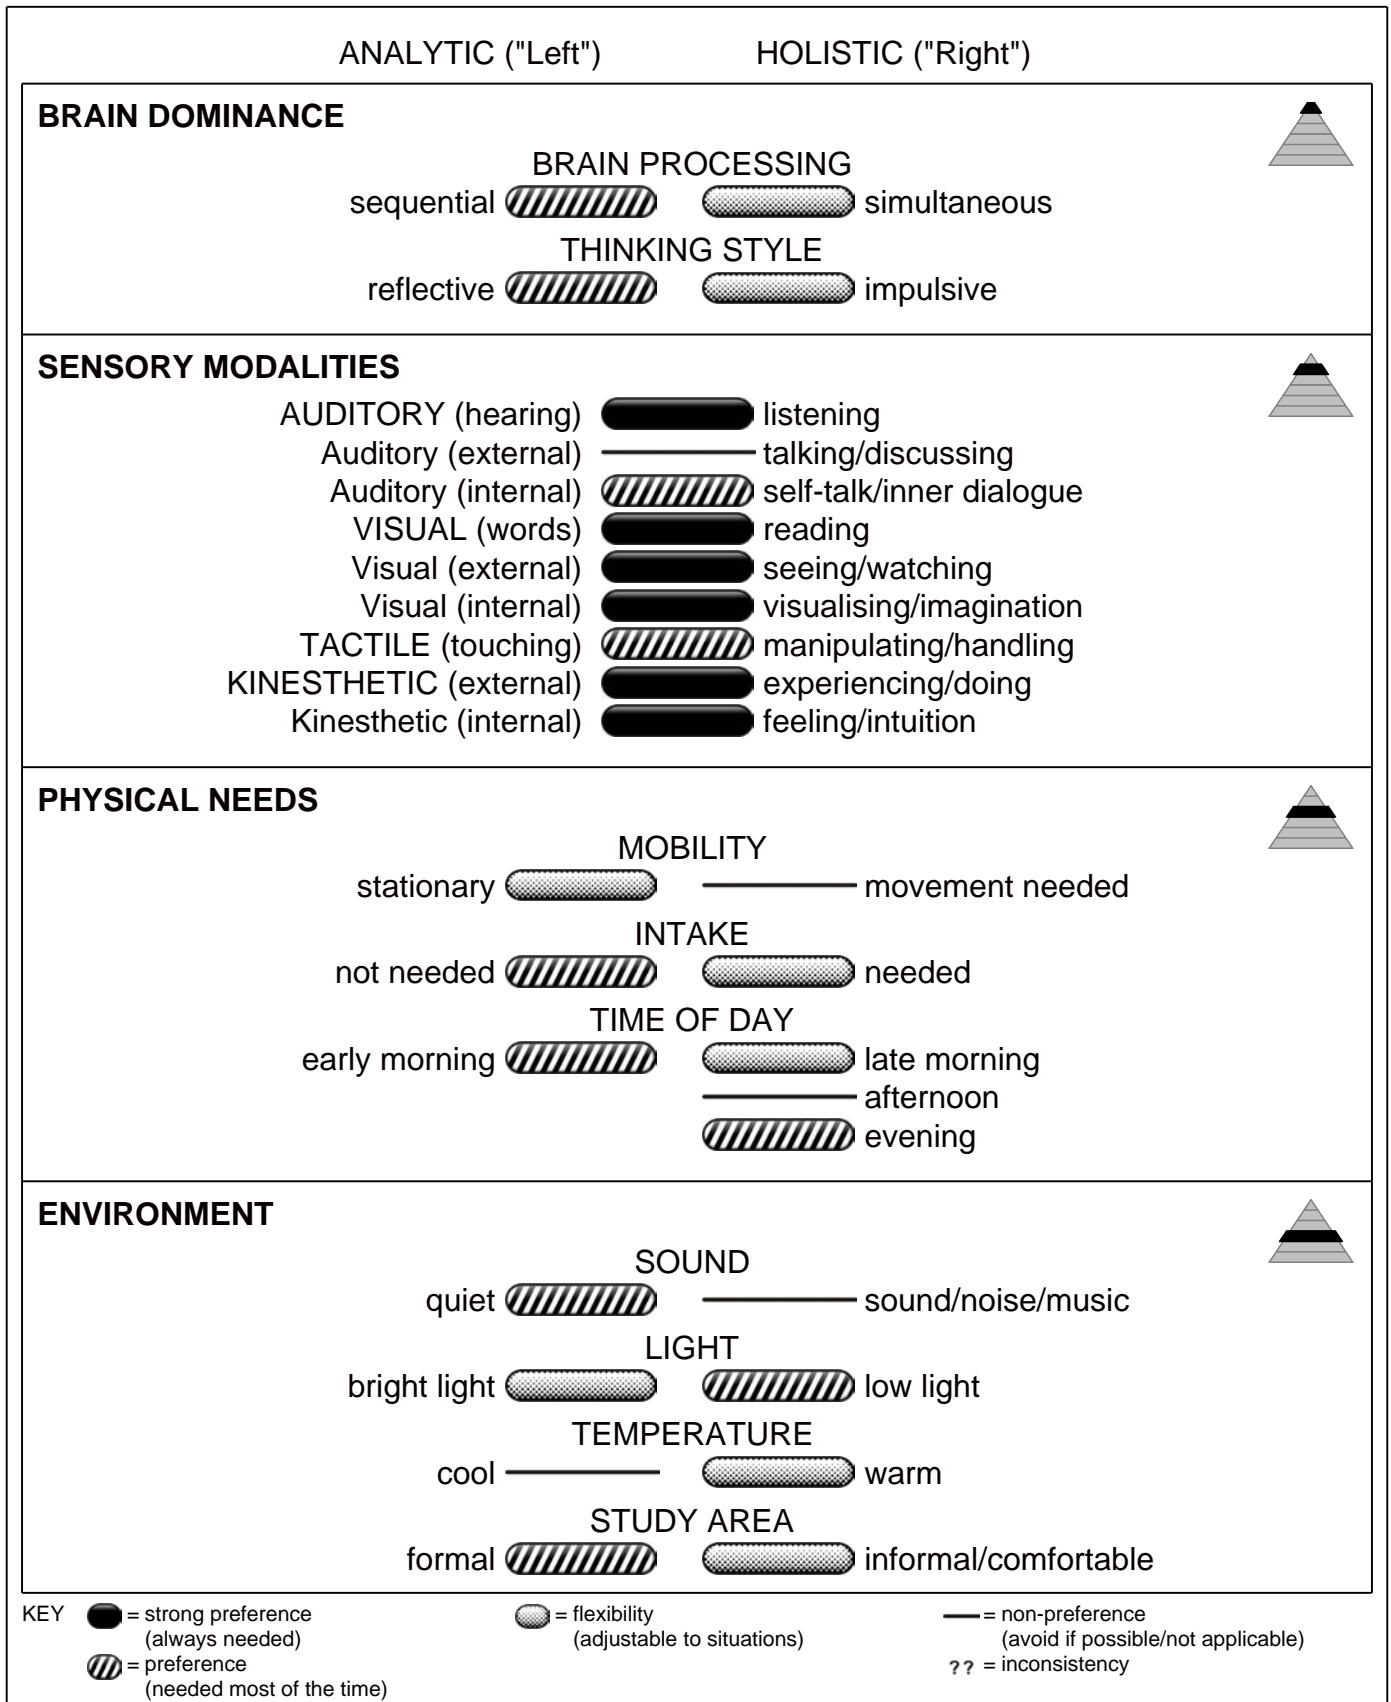 ANALYTIC ("Left") HOLISTIC ("Right")
BRAIN DOMINANCE
BRAIN PROCESSING
sequential simultaneous
THINKING STYLE
reflective impulsive
SENSORY MODALITIES
AUDITORY (hearing) listening
Auditory (external) talking/discussing
Auditory (internal) self-talk/inner dialogue
VISUAL (words) reading
Visual (external) seeing/watching
Visual (internal) visualising/imagination
TACTILE (touching) manipulating/handling
KINESTHETIC (external) experiencing/doing
Kinesthetic (internal) feeling/intuition
PHYSICAL NEEDS
MOBILITY
stationary movement needed
INTAKE
not needed needed
TIME OF DAY
early morning late morning
afternoon
evening
ENVIRONMENT
SOUND
quiet sound/noise/music
LIGHT
bright light low light
TEMPERATURE
cool warm
STUDY AREA
formal informal/comfortable
KEY = strong preference = flexibility = non-preference
(always needed) (adjustable to situations) (avoid if possible/not applicable)
= preference ?? = inconsistency
(needed most of the time)